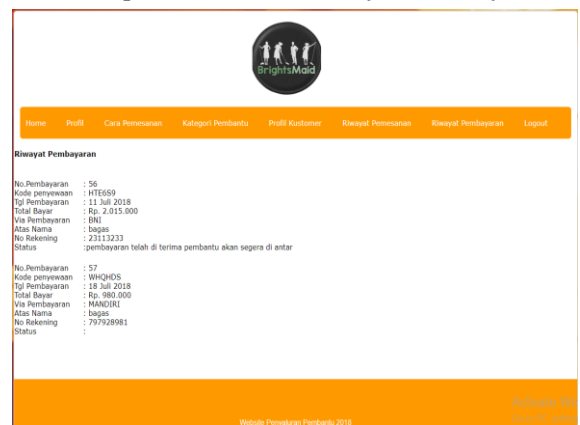 BrightsMaid
Home Profil Cara Pemesanan Kategori Pembantu Profil Kustomer Riwayat Pemesanan Riwayat Pembayaran Logout
Riwayat Pembayaran
No.Pembayaran : 56
Kode penyewaan : HTE6S9
Tgl Pembayaran : 11 Juli 2018
Total Bayar : Rp. 2.015.000
Via Pembayaran : BNI
Atas Nama : bagas
No Rekening : 23113233
Status :pembayaran telah di terima pembantu akan segera di antar
No.Pembayaran : 57
Kode penyewaan : WHQHDS
Tgl Pembayaran : 18 Juli 2018
Total Bayar : Rp. 980.000
Via Pembayaran : MANDIRI
Atas Nama : bagas
No Rekening : 797928981
Status :
Website Penyaluran Pembantu 2018